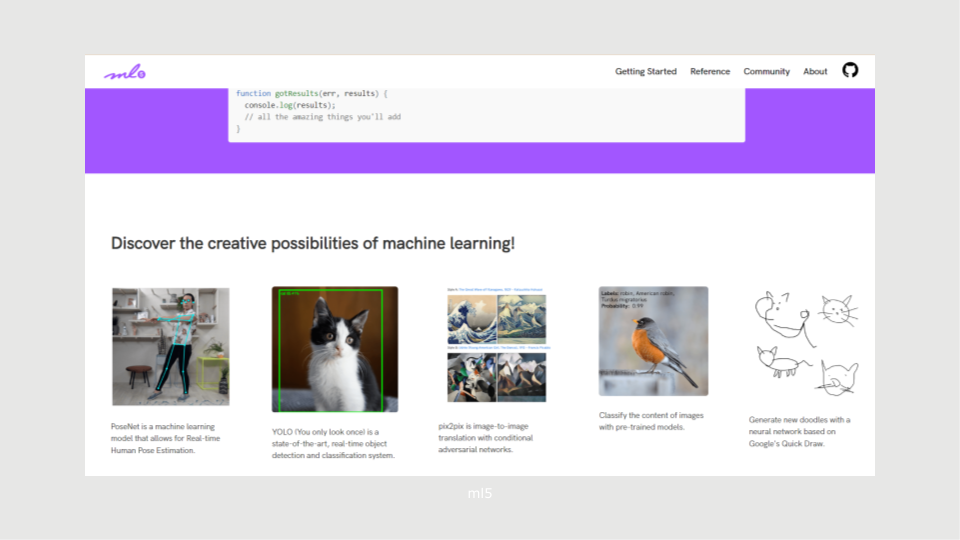 ml5
Getting Started Reference Community About
function gotResults(err, results) {
console.log(results);
// all the amazing things you'll add
}
Discover the creative possibilities of machine learning!
Labels: robin, American robin,
Turdus migratorius
Probability: 0.99
PoseNet is a machine learning
model that allows for Real-time
Human Pose Estimation.
YOLO (You only look once) is a
state-of-the-art, real-time object
detection and classification system.
pix2pix is image-to-image
translation with conditional
adversarial networks.
Classify the content of images
with pre-trained models.
Generate new doodles with a
neural network based on
Google's Quick Draw.
ml5